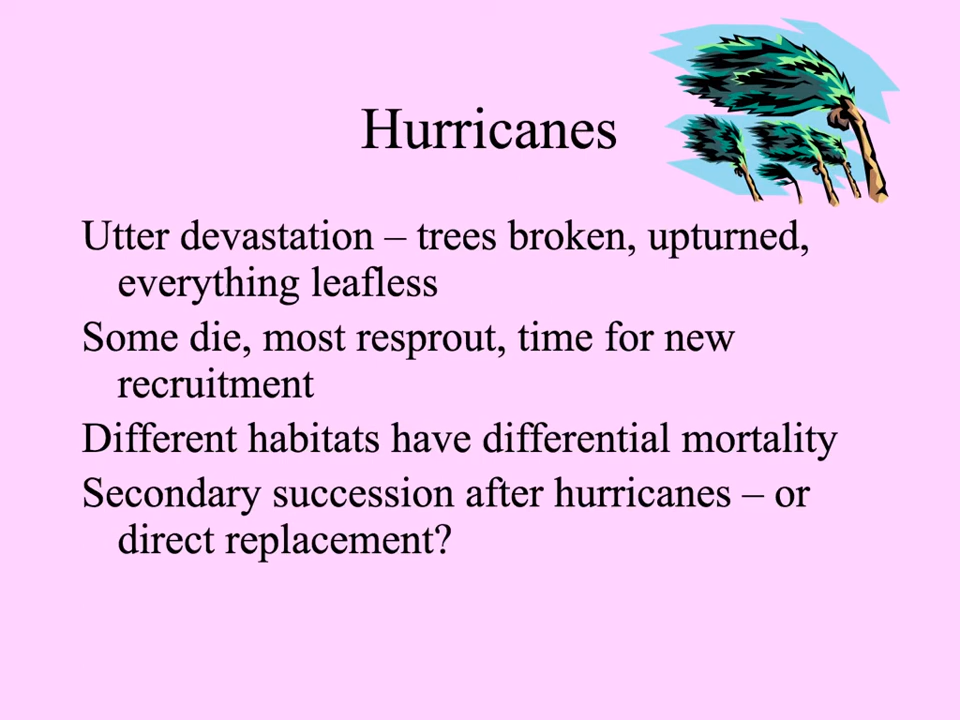 Hurricanes
Utter devastation – trees broken, upturned,
everything leafless
Some die, most resprout, time for new
recruitment
Different habitats have differential mortality
Secondary succession after hurricanes – or
direct replacement?